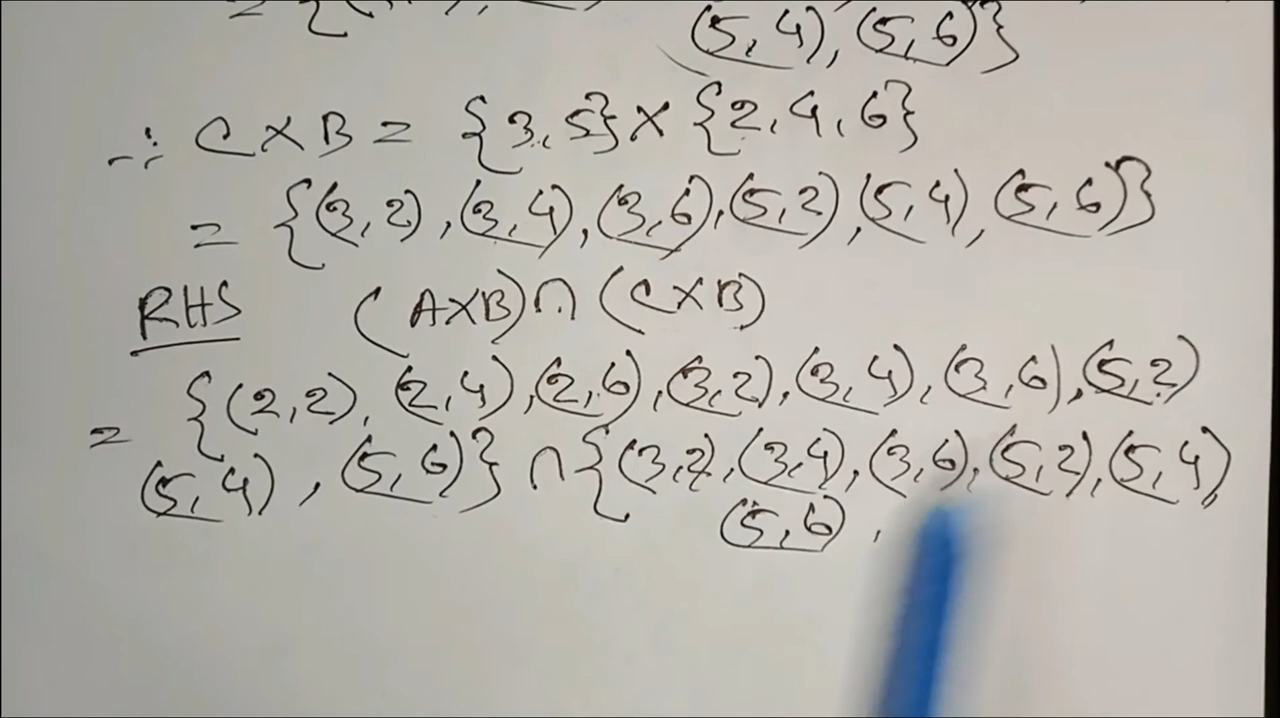 = {
(5,4), (5,6)}
∴ C X B = {3,5} X {2,4,6}
= {(3,2), (3,4), (3,6), (5,2), (5,4), (5,6)}
RHS (AXB) ∩ (CXB)
= {(2,2), (2,4), (2,6), (3,2), (3,4), (3,6), (5,2)
(5,4), (5,6)} ∩ {(3,2), (3,4), (3,6), (5,2), (5,4),
(5,6),